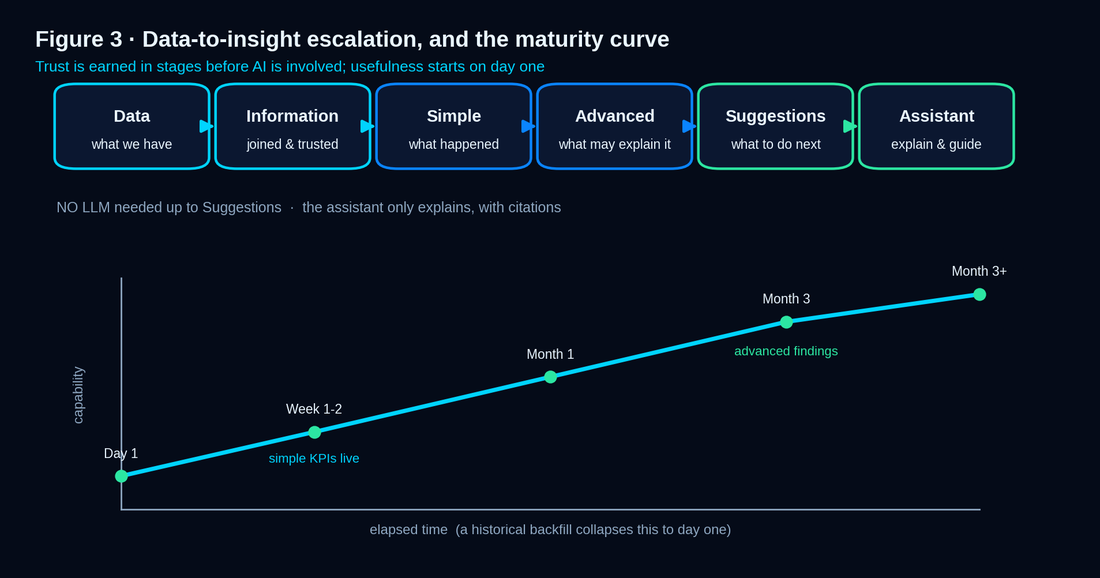 Figure 3 · Data-to-insight escalation, and the maturity curve
Trust is earned in stages before AI is involved; usefulness starts on day one
Data
what we have
Information
joined & trusted
Simple
what happened
Advanced
what may explain it
Suggestions
what to do next
Assistant
explain & guide
NO LLM needed up to Suggestions · the assistant only explains, with citations
Month 3+
Month 3
advanced findings
Month 1
Week 1-2
simple KPIs live
Day 1
capability
elapsed time (a historical backfill collapses this to day one)